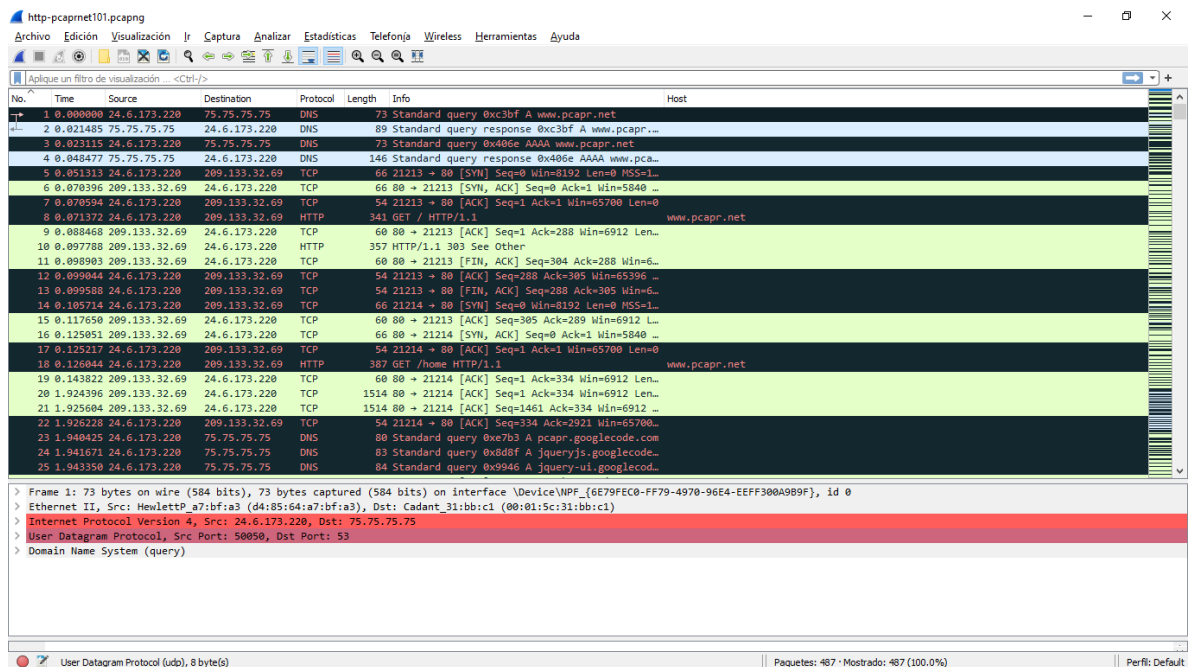 http-pcaprnet101.pcapng
Archivo Edición Visualización Ir Captura Analizar Estadísticas Telefonía Wireless Herramientas Ayuda
Aplique un filtro de visualización ... <Ctrl-/>
No. Time Source Destination Protocol Length Info Host
1 0.000000 24.6.173.220 75.75.75.75 DNS 73 Standard query 0xc3bf A www.pcapr.net
2 0.021485 75.75.75.75 24.6.173.220 DNS 89 Standard query response 0xc3bf A www.pcapr.…
3 0.023115 24.6.173.220 75.75.75.75 DNS 73 Standard query 0x406e AAAA www.pcapr.net
4 0.048477 75.75.75.75 24.6.173.220 DNS 146 Standard query response 0x406e AAAA www.pca…
5 0.051313 24.6.173.220 209.133.32.69 TCP 66 21213 → 80 [SYN] Seq=0 Win=8192 Len=0 MSS=1…
6 0.070396 209.133.32.69 24.6.173.220 TCP 66 80 → 21213 [SYN, ACK] Seq=0 Ack=1 Win=5840 …
7 0.070594 24.6.173.220 209.133.32.69 TCP 54 21213 → 80 [ACK] Seq=1 Ack=1 Win=65700 Len=0
8 0.071372 24.6.173.220 209.133.32.69 HTTP 341 GET / HTTP/1.1 www.pcapr.net
9 0.088468 209.133.32.69 24.6.173.220 TCP 60 80 → 21213 [ACK] Seq=1 Ack=288 Win=6912 Len…
10 0.097788 209.133.32.69 24.6.173.220 HTTP 357 HTTP/1.1 303 See Other
11 0.098903 209.133.32.69 24.6.173.220 TCP 60 80 → 21213 [FIN, ACK] Seq=304 Ack=288 Win=6…
12 0.099044 24.6.173.220 209.133.32.69 TCP 54 21213 → 80 [ACK] Seq=288 Ack=305 Win=65396 …
13 0.099588 24.6.173.220 209.133.32.69 TCP 54 21213 → 80 [FIN, ACK] Seq=288 Ack=305 Win=6…
14 0.105714 24.6.173.220 209.133.32.69 TCP 66 21214 → 80 [SYN] Seq=0 Win=8192 Len=0 MSS=1…
15 0.117650 209.133.32.69 24.6.173.220 TCP 60 80 → 21213 [ACK] Seq=305 Ack=289 Win=6912 L…
16 0.125051 209.133.32.69 24.6.173.220 TCP 66 80 → 21214 [SYN, ACK] Seq=0 Ack=1 Win=5840 …
17 0.125217 24.6.173.220 209.133.32.69 TCP 54 21214 → 80 [ACK] Seq=1 Ack=1 Win=65700 Len=0
18 0.126044 24.6.173.220 209.133.32.69 HTTP 387 GET /home HTTP/1.1 www.pcapr.net
19 0.143822 209.133.32.69 24.6.173.220 TCP 60 80 → 21214 [ACK] Seq=1 Ack=334 Win=6912 Len…
20 1.924396 209.133.32.69 24.6.173.220 TCP 1514 80 → 21214 [ACK] Seq=1 Ack=334 Win=6912 Len…
21 1.925604 209.133.32.69 24.6.173.220 TCP 1514 80 → 21214 [ACK] Seq=1461 Ack=334 Win=6912 …
22 1.926228 24.6.173.220 209.133.32.69 TCP 54 21214 → 80 [ACK] Seq=334 Ack=2921 Win=65700…
23 1.940425 24.6.173.220 75.75.75.75 DNS 80 Standard query 0xe7b3 A pcapr.googlecode.com
24 1.941671 24.6.173.220 75.75.75.75 DNS 83 Standard query 0x8d8f A jqueryjs.googlecode…
25 1.943350 24.6.173.220 75.75.75.75 DNS 84 Standard query 0x9946 A jquery-ui.googlecod…
> Frame 1: 73 bytes on wire (584 bits), 73 bytes captured (584 bits) on interface \Device\NPF_{6E79FEC0-FF79-4970-96E4-EEFF300A9B9F}, id 0
> Ethernet II, Src: HewlettP_a7:bf:a3 (d4:85:64:a7:bf:a3), Dst: Cadant_31:bb:c1 (00:01:5c:31:bb:c1)
> Internet Protocol Version 4, Src: 24.6.173.220, Dst: 75.75.75.75
> User Datagram Protocol, Src Port: 50050, Dst Port: 53
> Domain Name System (query)
User Datagram Protocol (udp), 8 byte(s) Paquetes: 487 · Mostrado: 487 (100.0%) Perfil: Default